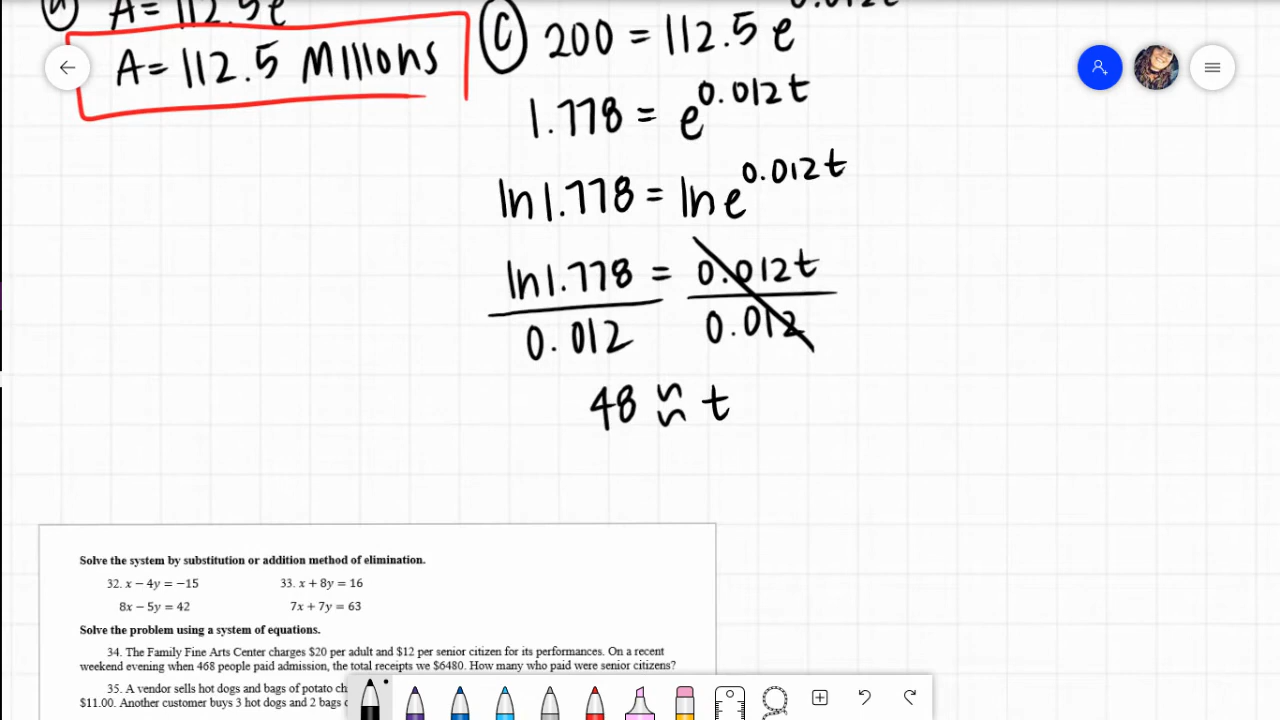 (a) A = 112.5e
A = 112.5 Millons
(C) 200 = 112.5 e^0.012t
1.778 = e^0.012t
ln 1.778 = ln e^0.012t
ln 1.778 = 0.012t
0.012 0.012
48 ≈ t
Solve the system by substitution or addition method of elimination.
32. x − 4y = −15 33. x + 8y = 16
8x − 5y = 42 7x + 7y = 63
Solve the problem using a system of equations.
34. The Family Fine Arts Center charges $20 per adult and $12 per senior citizen for its performances. On a recent
weekend evening when 468 people paid admission, the total receipts we $6480. How many who paid were senior citizens?
35. A vendor sells hot dogs and bags of potato ch
$11.00. Another customer buys 3 hot dogs and 2 bags